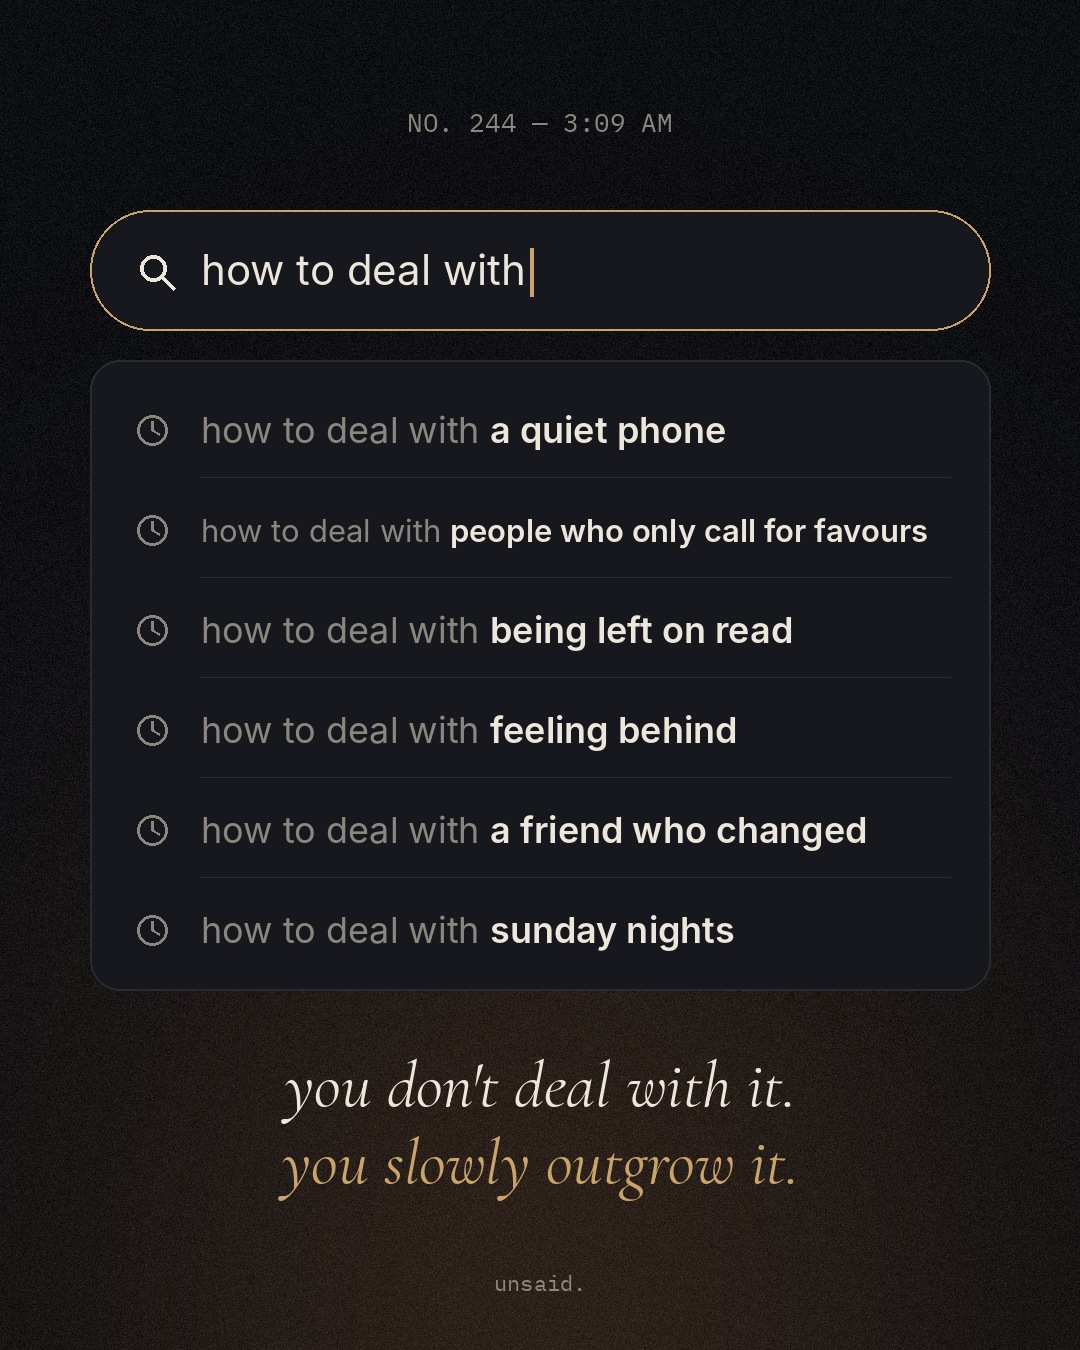 NO. 244 — 3:09 AM
how to deal with
how to deal with a quiet phone
how to deal with people who only call for favours
how to deal with being left on read
how to deal with feeling behind
how to deal with a friend who changed
how to deal with sunday nights
you don't deal with it.
you slowly outgrow it.
unsaid.